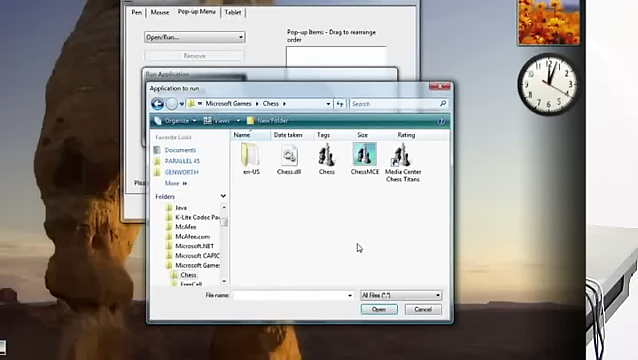 Pen Mouse Pop-up Menu Tablet
Open/Run...
Pop-up Items - Drag to rearrange
order
Remove
Run Application
Application to run
« Microsoft Games ▸ Chess ▸
Search
Organize Views New Folder
Favorite Links
Documents
PARALLEL 45
GENWORTH
More »
Folders
Java
K-Lite Codec Pac
McAfee
McAfee.com
Microsoft.NET
Microsoft CAPIC
Microsoft Games
Chess
FreeCell
Name Date taken Tags Size Rating
en-US Chess.dll Chess ChessMCE Media Center
Chess Titans
File name:
All Files (*.*)
Open Cancel